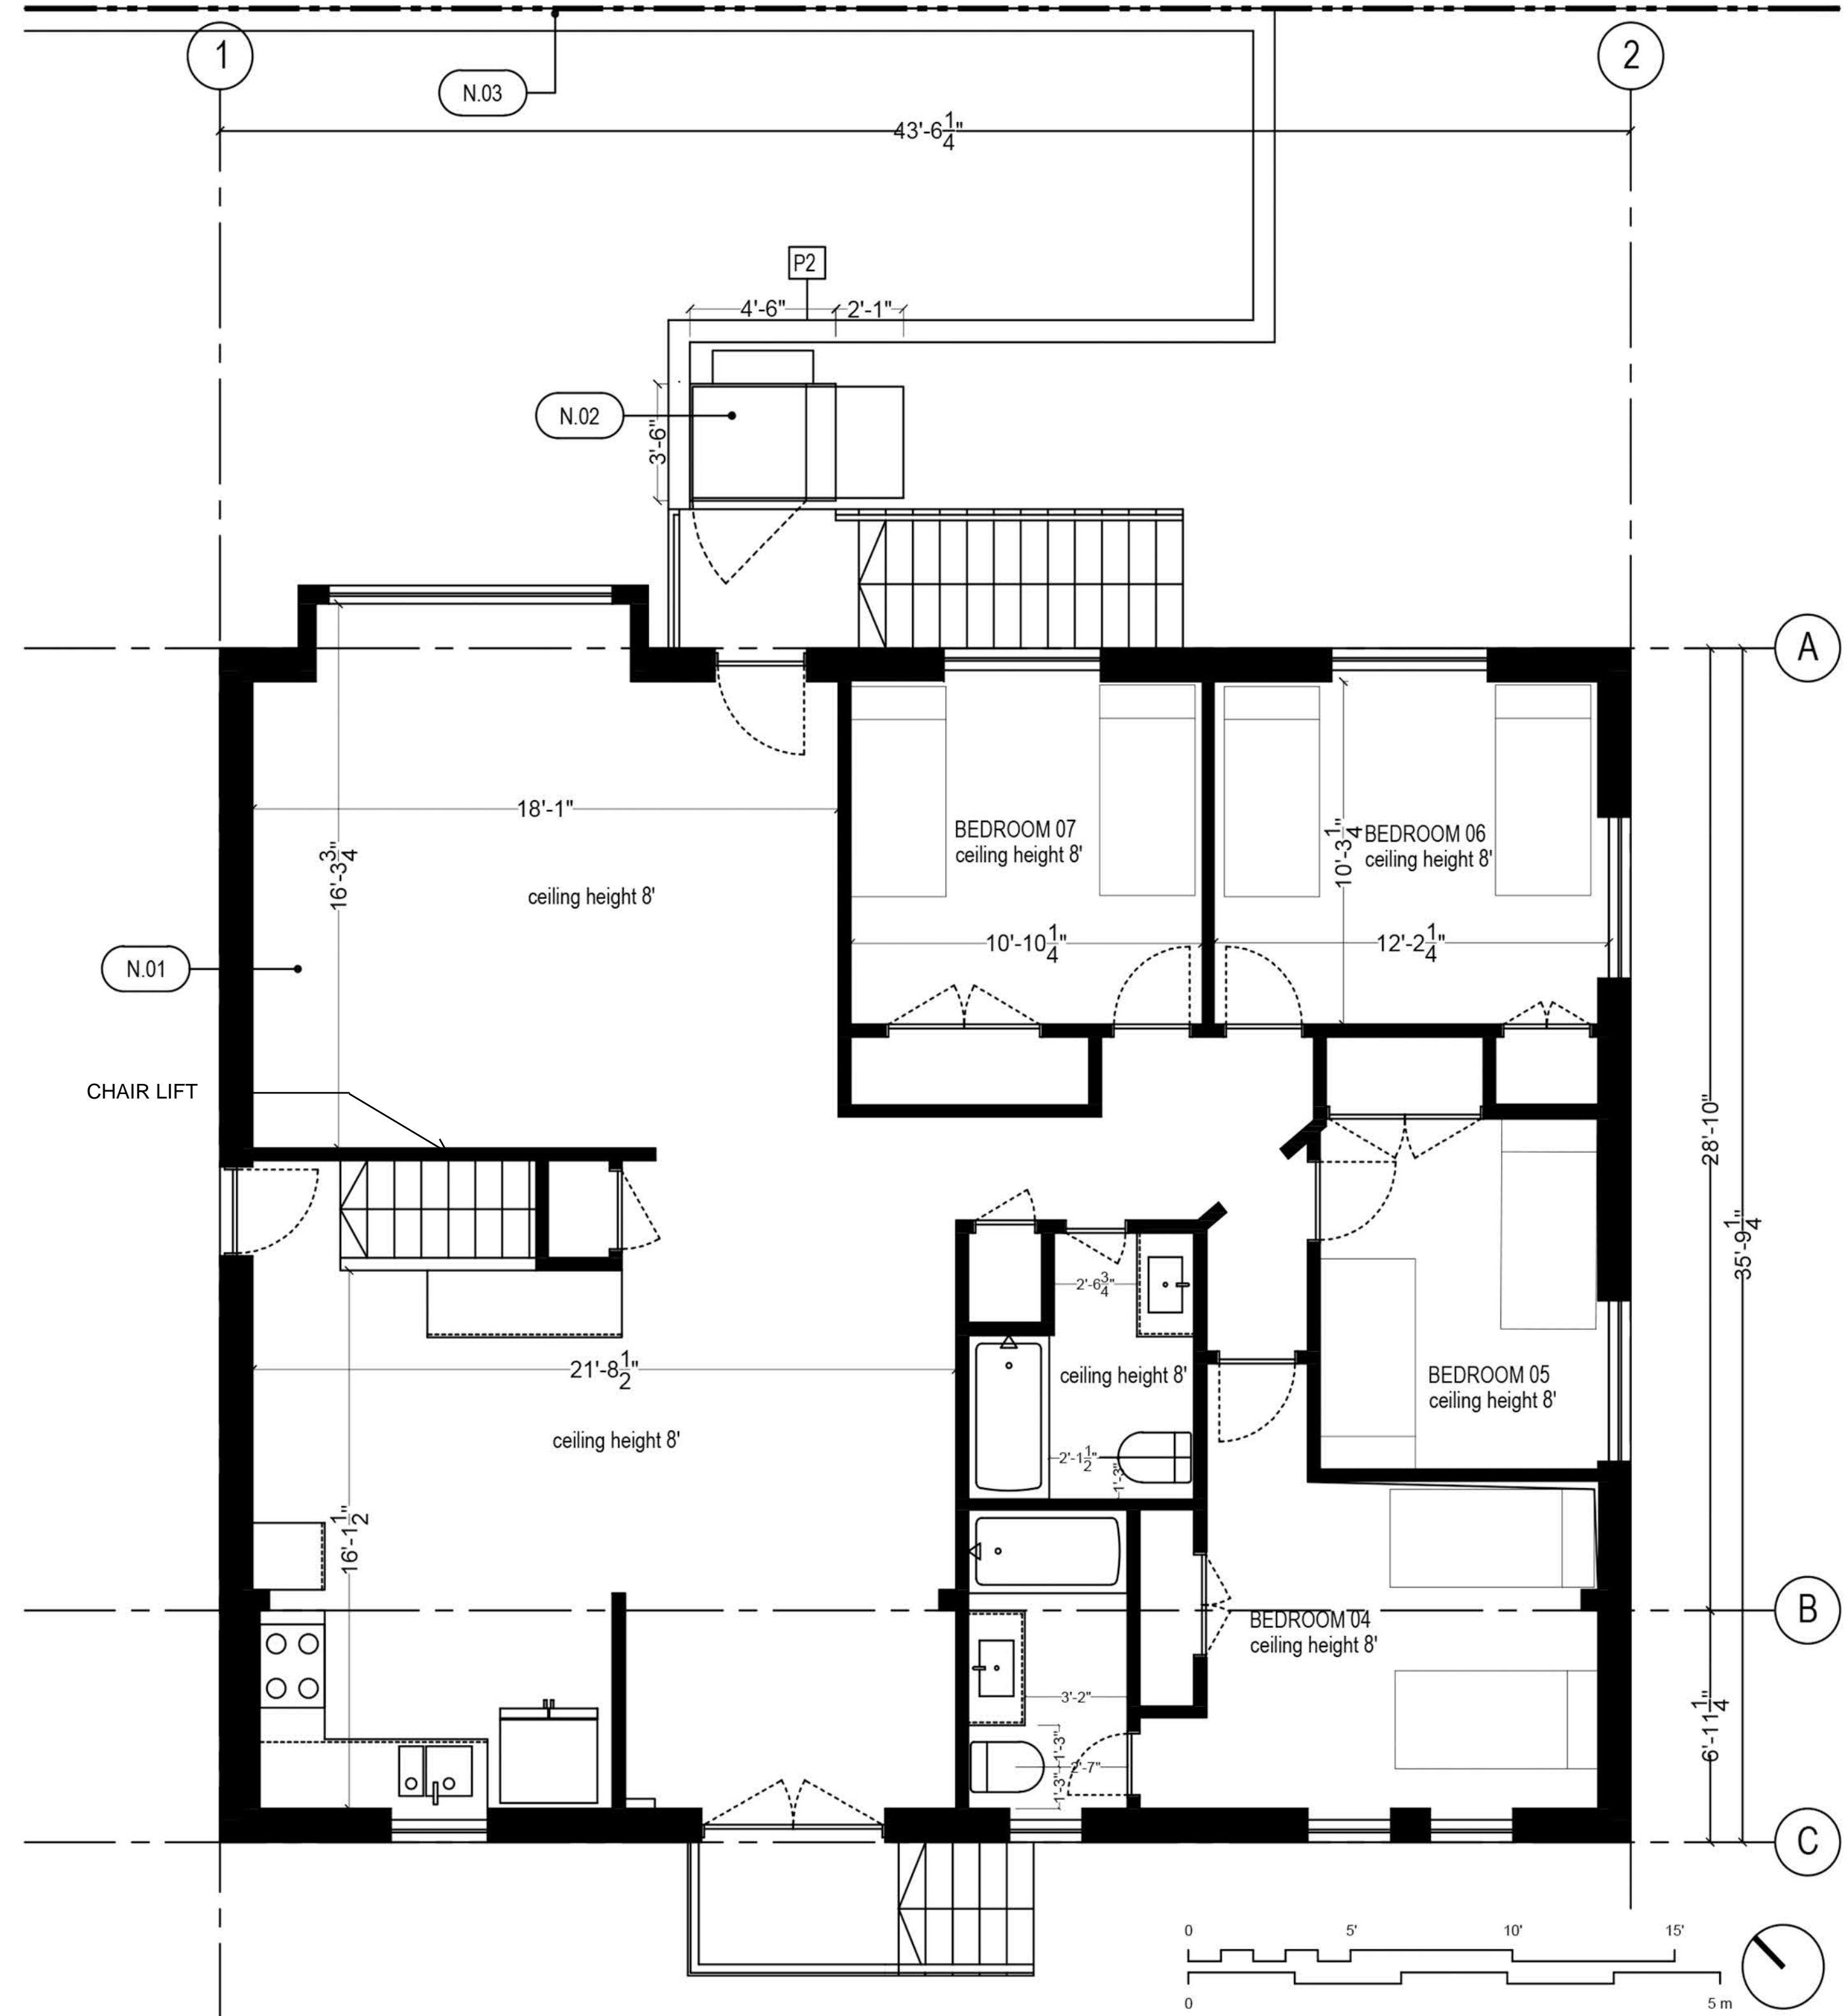 1
2
N.03
43'-6 1/4"
P2
4'-6"
2'-1"
N.02
3'-6"
A
18'-1"
16'-3 3/4"
BEDROOM 07
ceiling height 8'
10'-3 1/4"
BEDROOM 06
ceiling height 8'
ceiling height 8'
10'-10 1/4"
12'-2 1/4"
N.01
CHAIR LIFT
28'-10"
35'-9 1/4"
2'-6 3/4"
21'-8 1/2"
ceiling height 8'
BEDROOM 05
ceiling height 8'
ceiling height 8'
2'-1 1/2"
1'-3"
16'-1 1/2"
B
BEDROOM 04
ceiling height 8'
3'-2"
6'-11 1/4"
1'-3"
2'-7"
1'-3"
C
0
5'
10'
15'
0
5 m